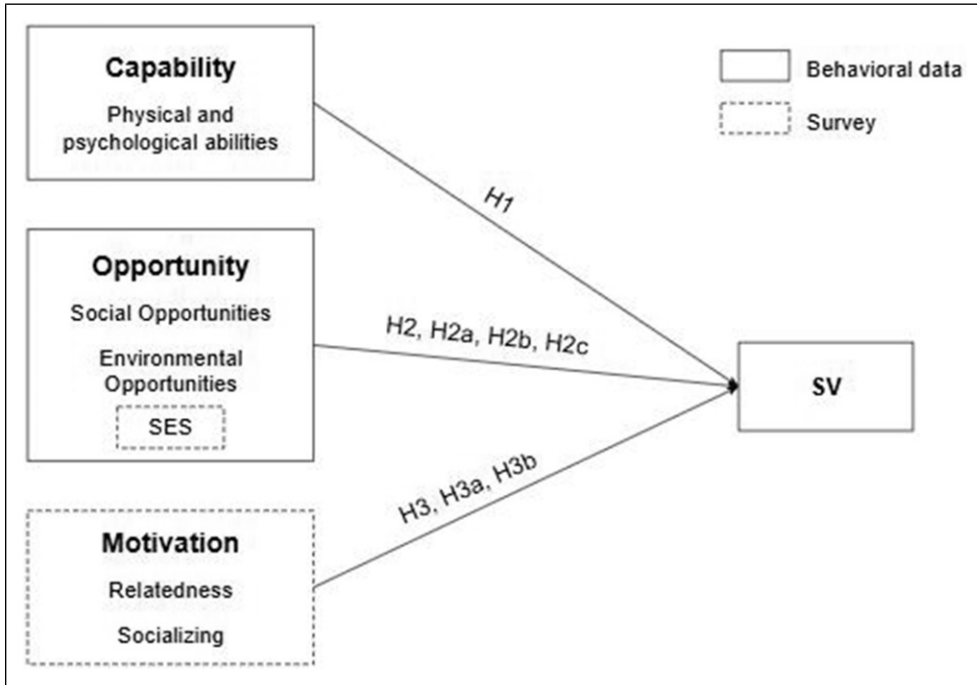 Capability
Physical and
psychological abilities
Opportunity
Social Opportunities
Environmental
Opportunities
SES
Motivation
Relatedness
Socializing
H1
H2, H2a, H2b, H2c
H3, H3a, H3b
SV
Behavioral data
Survey